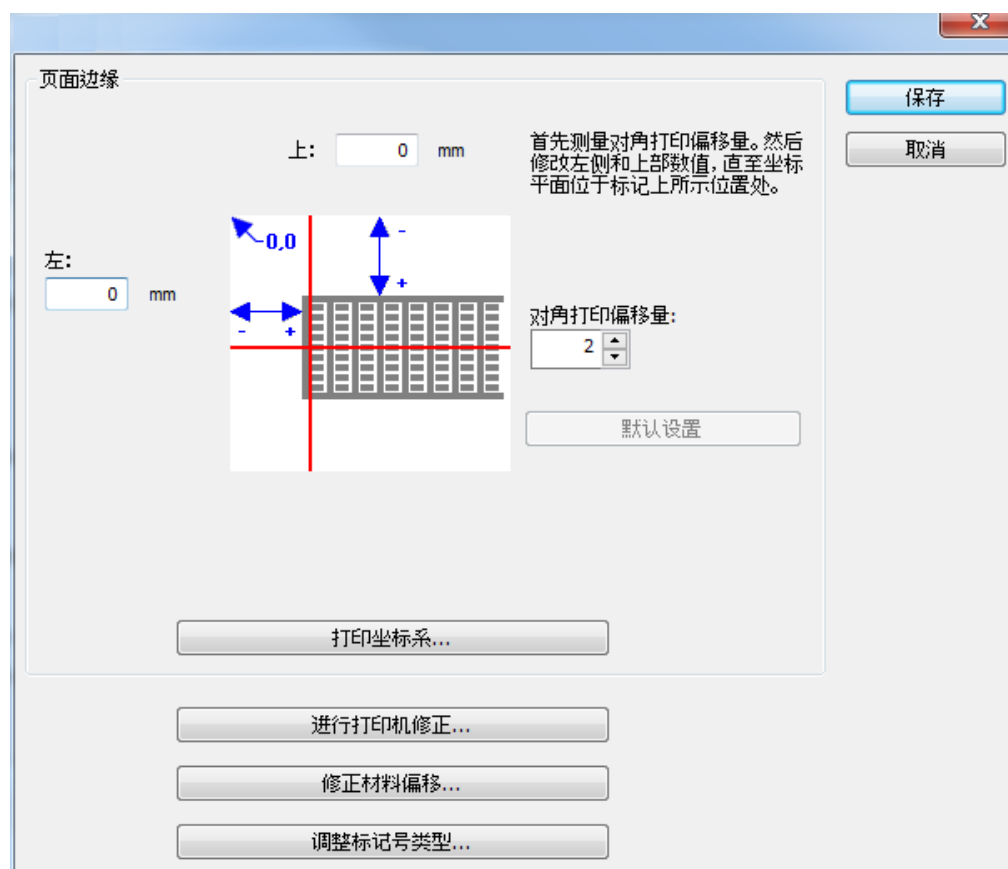 页面边缘
保存
上: 0 mm
首先测量对角打印偏移量。然后
修改左侧和上部数值, 直至坐标
平面位于标记上所示位置处。
取消
0,0
-
+
左:
0 mm
- +
对角打印偏移量:
2
默认设置
打印坐标系...
进行打印机修正...
修正材料偏移...
调整标记号类型...